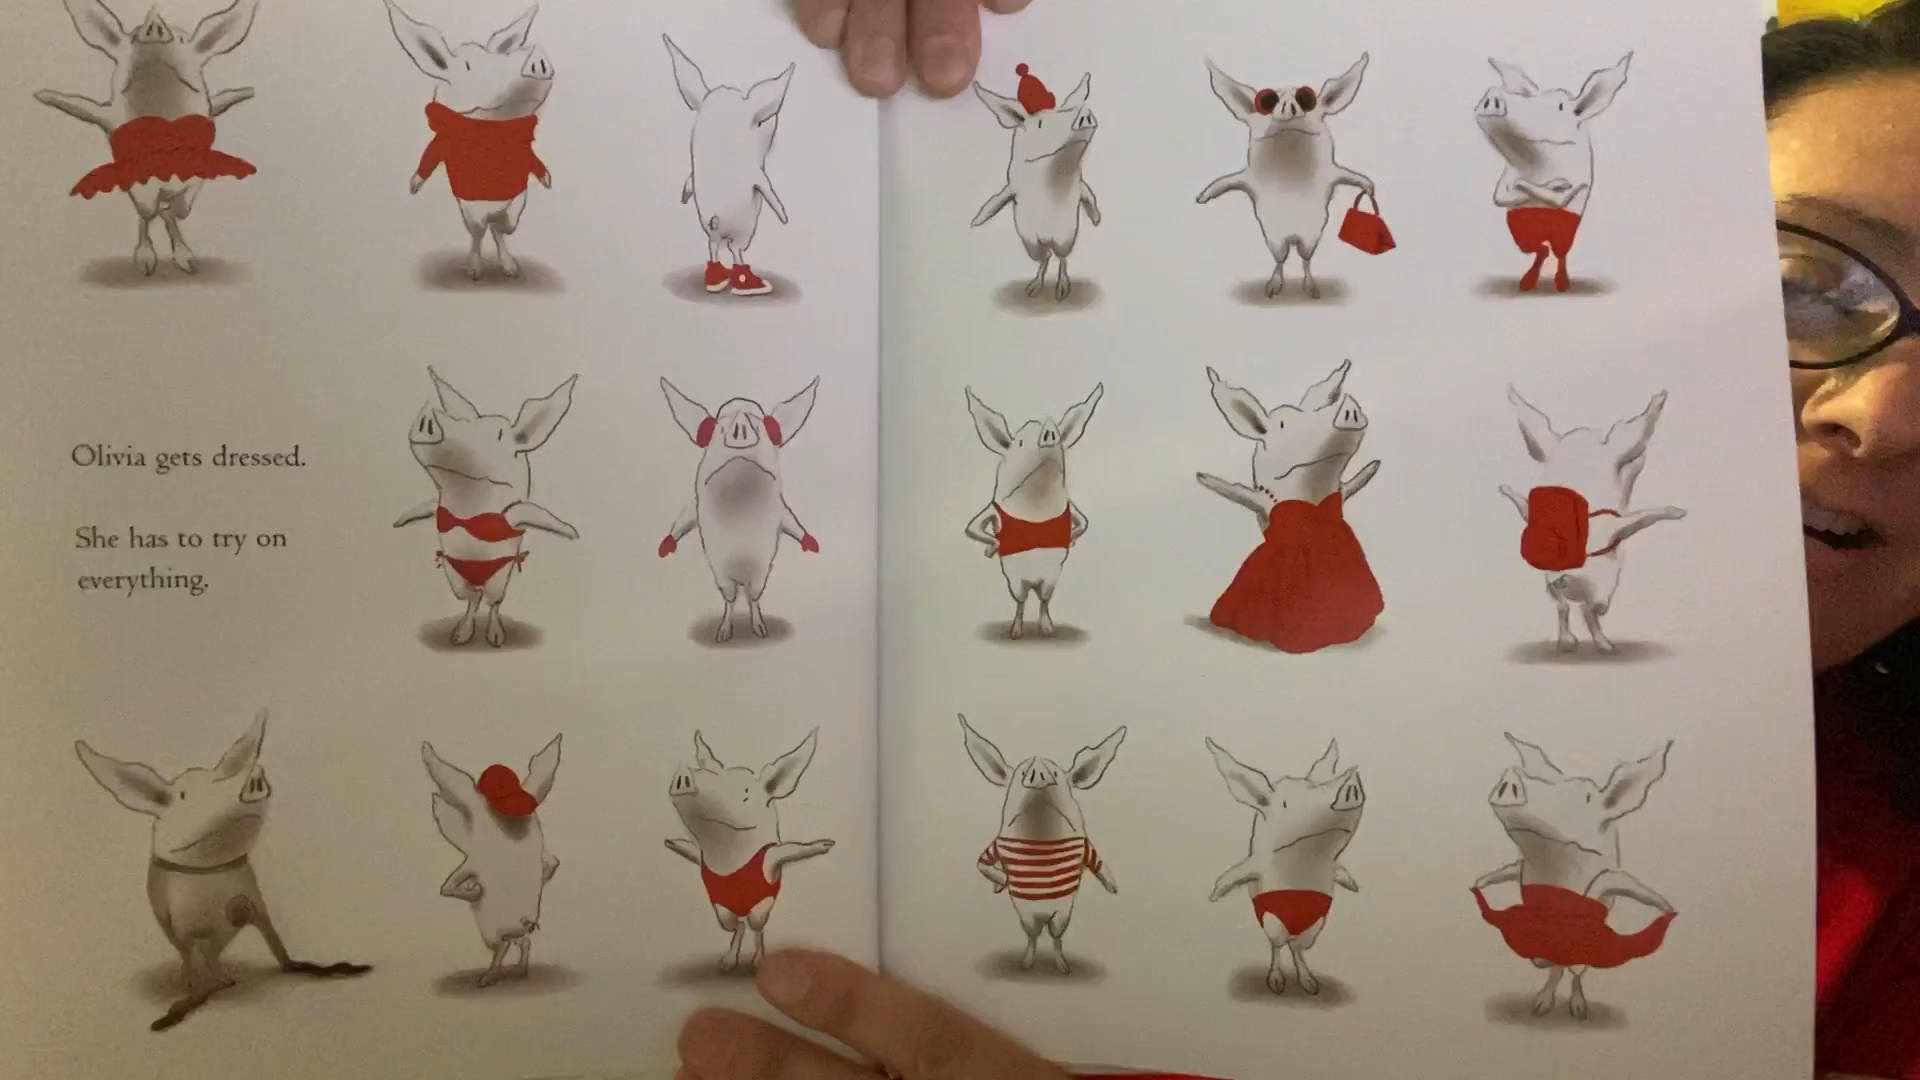 Olivia gets dressed.
She has to try on
everything.